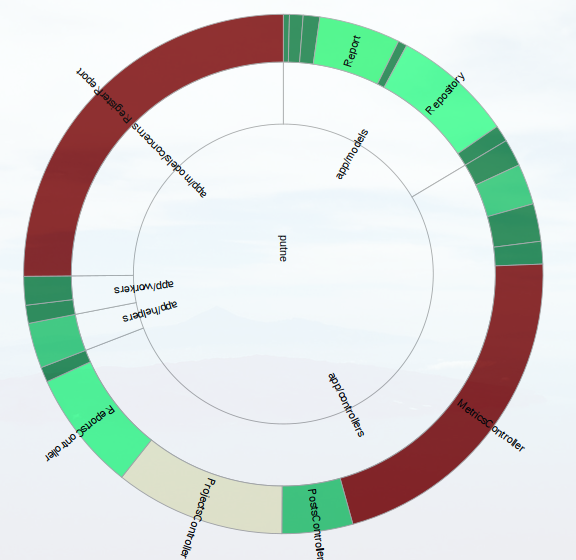 Report
Repository
app/models
RegisterReport
app/models/concerns
putne
app/workers
app/helpers
app/controllers
MetricsController
ReportsController
ProjectsController
PostsController